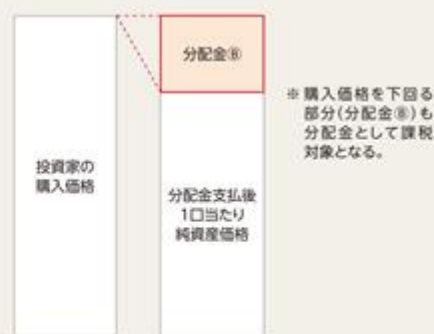 分配金Ⓑ
※購入価格を下回る
部分(分配金Ⓑ)も
分配金として課税
対象となる。
投資家の
購入価格
分配金支払後
1口当たり
純資産価格